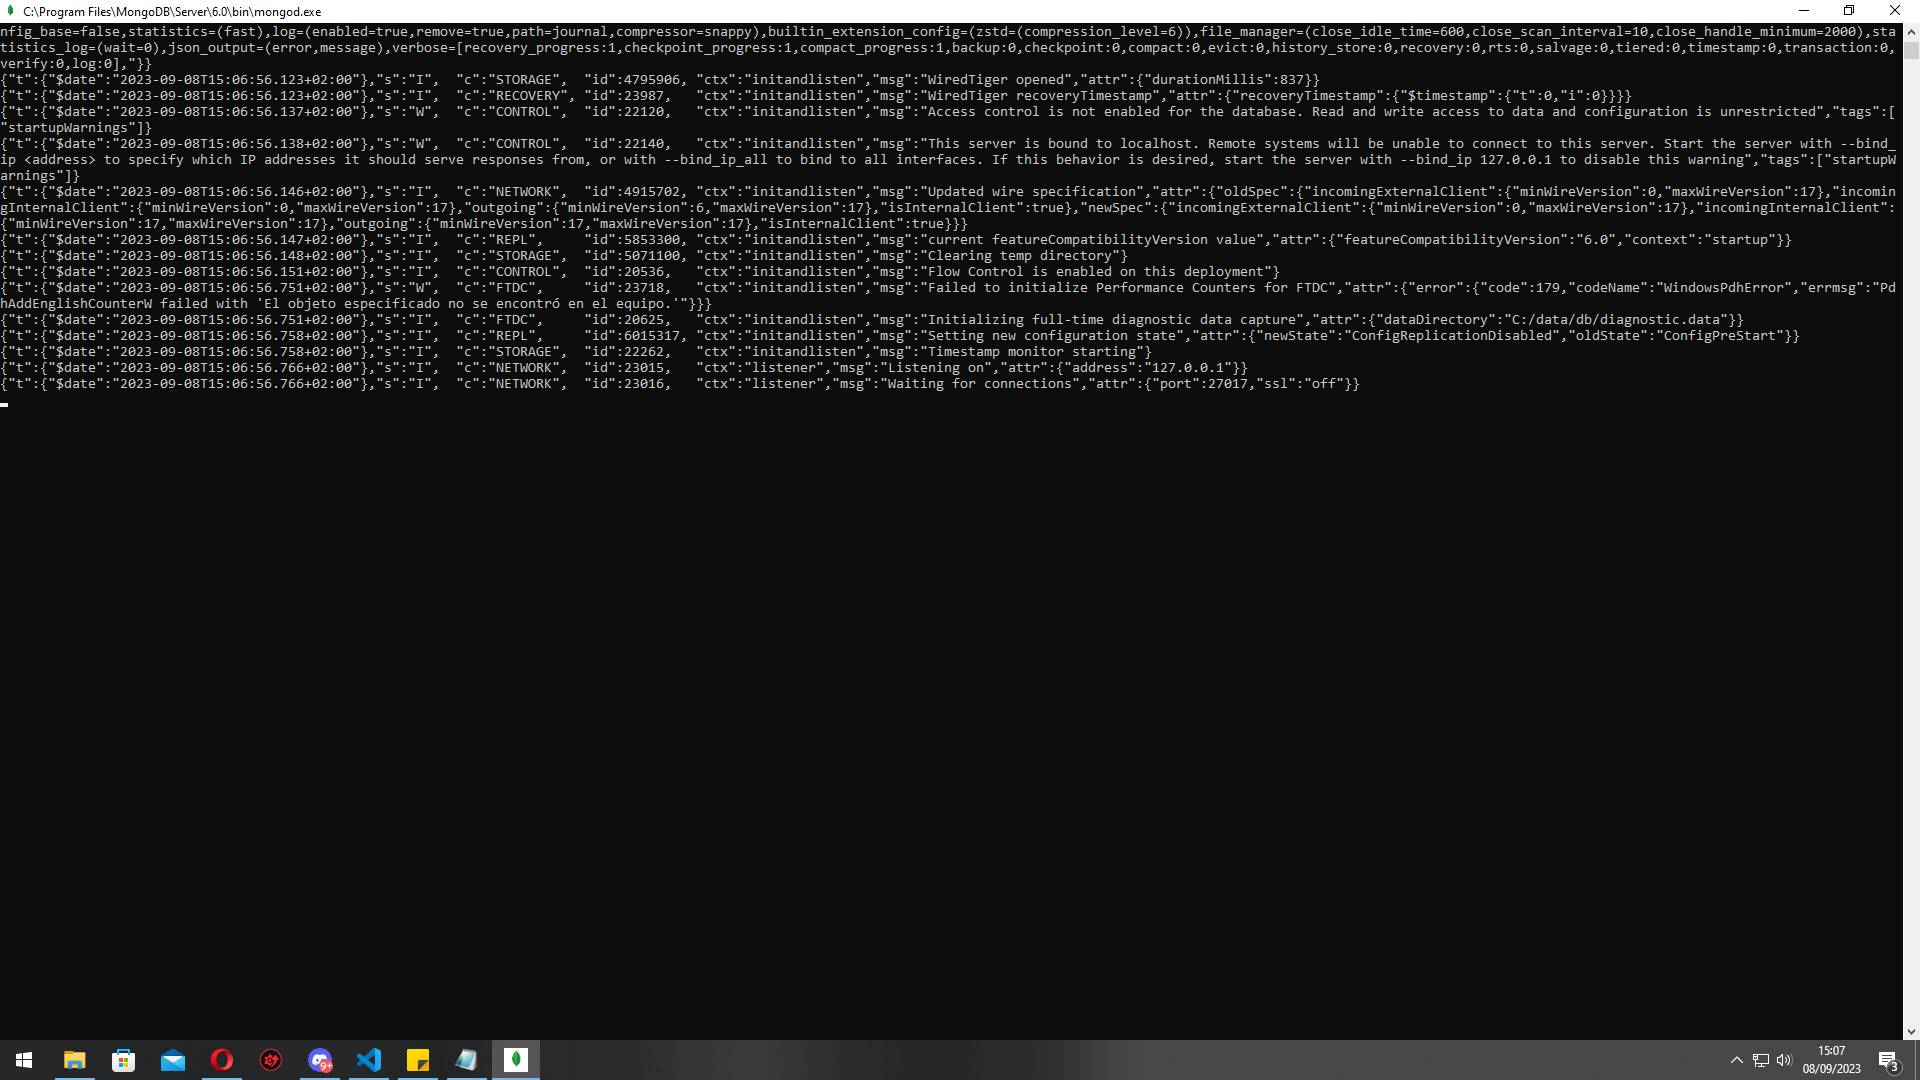 C:\Program Files\MongoDB\Server\6.0\bin\mongod.exe
nfig_base=false,statistics=(fast),log=(enabled=true,remove=true,path=journal,compressor=snappy),builtin_extension_config=(zstd=(compression_level=6)),file_manager=(close_idle_time=600,close_scan_interval=10,close_handle_minimum=2000),sta
tistics_log=(wait=0),json_output=(error,message),verbose=[recovery_progress:1,checkpoint_progress:1,compact_progress:1,backup:0,checkpoint:0,compact:0,evict:0,history_store:0,recovery:0,rts:0,salvage:0,tiered:0,timestamp:0,transaction:0,
verify:0,log:0],"}}
{"t":{"$date":"2023-09-08T15:06:56.123+02:00"},"s":"I",  "c":"STORAGE",  "id":4795906, "ctx":"initandlisten","msg":"WiredTiger opened","attr":{"durationMillis":837}}
{"t":{"$date":"2023-09-08T15:06:56.123+02:00"},"s":"I",  "c":"RECOVERY", "id":23987,   "ctx":"initandlisten","msg":"WiredTiger recoveryTimestamp","attr":{"recoveryTimestamp":{"$timestamp":{"t":0,"i":0}}}}
{"t":{"$date":"2023-09-08T15:06:56.137+02:00"},"s":"W",  "c":"CONTROL",  "id":22120,   "ctx":"initandlisten","msg":"Access control is not enabled for the database. Read and write access to data and configuration is unrestricted","tags":[
"startupWarnings"]}
{"t":{"$date":"2023-09-08T15:06:56.138+02:00"},"s":"W",  "c":"CONTROL",  "id":22140,   "ctx":"initandlisten","msg":"This server is bound to localhost. Remote systems will be unable to connect to this server. Start the server with --bind_
ip <address> to specify which IP addresses it should serve responses from, or with --bind_ip_all to bind to all interfaces. If this behavior is desired, start the server with --bind_ip 127.0.0.1 to disable this warning","tags":["startupW
arnings"]}
{"t":{"$date":"2023-09-08T15:06:56.146+02:00"},"s":"I",  "c":"NETWORK",  "id":4915702, "ctx":"initandlisten","msg":"Updated wire specification","attr":{"oldSpec":{"incomingExternalClient":{"minWireVersion":0,"maxWireVersion":17},"incomin
gInternalClient":{"minWireVersion":0,"maxWireVersion":17},"outgoing":{"minWireVersion":6,"maxWireVersion":17},"isInternalClient":true},"newSpec":{"incomingExternalClient":{"minWireVersion":0,"maxWireVersion":17},"incomingInternalClient":
{"minWireVersion":17,"maxWireVersion":17},"outgoing":{"minWireVersion":17,"maxWireVersion":17},"isInternalClient":true}}}
{"t":{"$date":"2023-09-08T15:06:56.147+02:00"},"s":"I",  "c":"REPL",     "id":5853300, "ctx":"initandlisten","msg":"current featureCompatibilityVersion value","attr":{"featureCompatibilityVersion":"6.0","context":"startup"}}
{"t":{"$date":"2023-09-08T15:06:56.148+02:00"},"s":"I",  "c":"STORAGE",  "id":5071100, "ctx":"initandlisten","msg":"Clearing temp directory"}
{"t":{"$date":"2023-09-08T15:06:56.151+02:00"},"s":"I",  "c":"CONTROL",  "id":20536,   "ctx":"initandlisten","msg":"Flow Control is enabled on this deployment"}
{"t":{"$date":"2023-09-08T15:06:56.751+02:00"},"s":"W",  "c":"FTDC",     "id":23718,   "ctx":"initandlisten","msg":"Failed to initialize Performance Counters for FTDC","attr":{"error":{"code":179,"codeName":"WindowsPdhError","errmsg":"Pd
hAddEnglishCounterW failed with 'El objeto especificado no se encontró en el equipo.'"}}}
{"t":{"$date":"2023-09-08T15:06:56.751+02:00"},"s":"I",  "c":"FTDC",     "id":20625,   "ctx":"initandlisten","msg":"Initializing full-time diagnostic data capture","attr":{"dataDirectory":"C:/data/db/diagnostic.data"}}
{"t":{"$date":"2023-09-08T15:06:56.758+02:00"},"s":"I",  "c":"REPL",     "id":6015317, "ctx":"initandlisten","msg":"Setting new configuration state","attr":{"newState":"ConfigReplicationDisabled","oldState":"ConfigPreStart"}}
{"t":{"$date":"2023-09-08T15:06:56.758+02:00"},"s":"I",  "c":"STORAGE",  "id":22262,   "ctx":"initandlisten","msg":"Timestamp monitor starting"}
{"t":{"$date":"2023-09-08T15:06:56.766+02:00"},"s":"I",  "c":"NETWORK",  "id":23015,   "ctx":"listener","msg":"Listening on","attr":{"address":"127.0.0.1"}}
{"t":{"$date":"2023-09-08T15:06:56.766+02:00"},"s":"I",  "c":"NETWORK",  "id":23016,   "ctx":"listener","msg":"Waiting for connections","attr":{"port":27017,"ssl":"off"}}
9+
15:07
08/09/2023
3